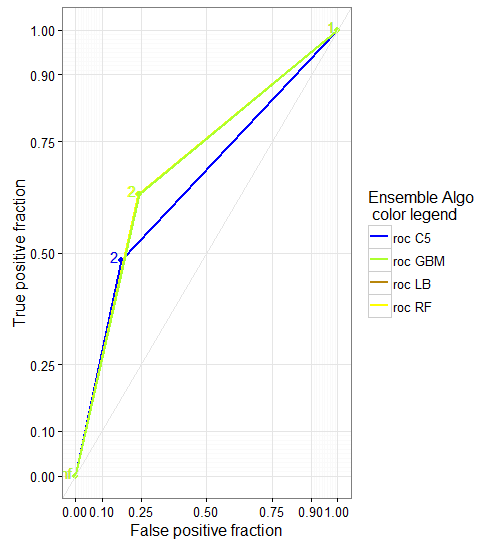 1.00
0.90
0.75
0.50
0.25
0.10
0.00
True positive fraction
1
2
2
0.00 0.10 0.25 0.50 0.75 0.90 1.00
False positive fraction
Ensemble Algo
color legend
roc C5
roc GBM
roc LB
roc RF